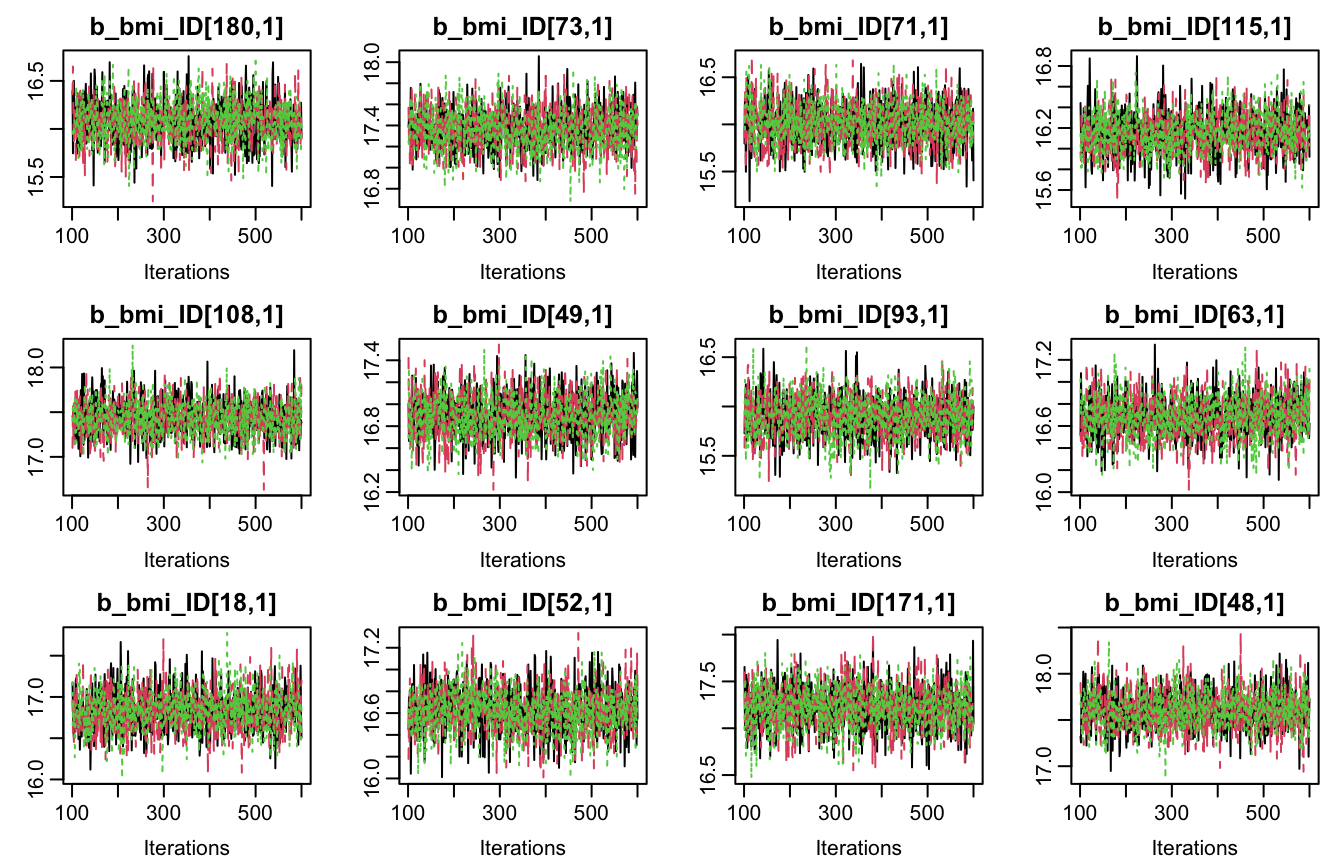 b_bmi_ID[180,1] b_bmi_ID[73,1] b_bmi_ID[71,1] b_bmi_ID[115,1]
15.5 16.5 16.8 17.4 18.0 15.5 16.5 15.6 16.2 16.8
100 300 500 100 300 500 100 300 500 100 300 500
Iterations Iterations Iterations Iterations
b_bmi_ID[108,1] b_bmi_ID[49,1] b_bmi_ID[93,1] b_bmi_ID[63,1]
17.0 18.0 16.2 16.8 17.4 15.5 16.5 16.0 16.6 17.2
100 300 500 100 300 500 100 300 500 100 300 500
Iterations Iterations Iterations Iterations
b_bmi_ID[18,1] b_bmi_ID[52,1] b_bmi_ID[171,1] b_bmi_ID[48,1]
16.0 17.0 16.0 16.6 17.2 16.5 17.5 17.0 18.0
100 300 500 100 300 500 100 300 500 100 300 500
Iterations Iterations Iterations Iterations